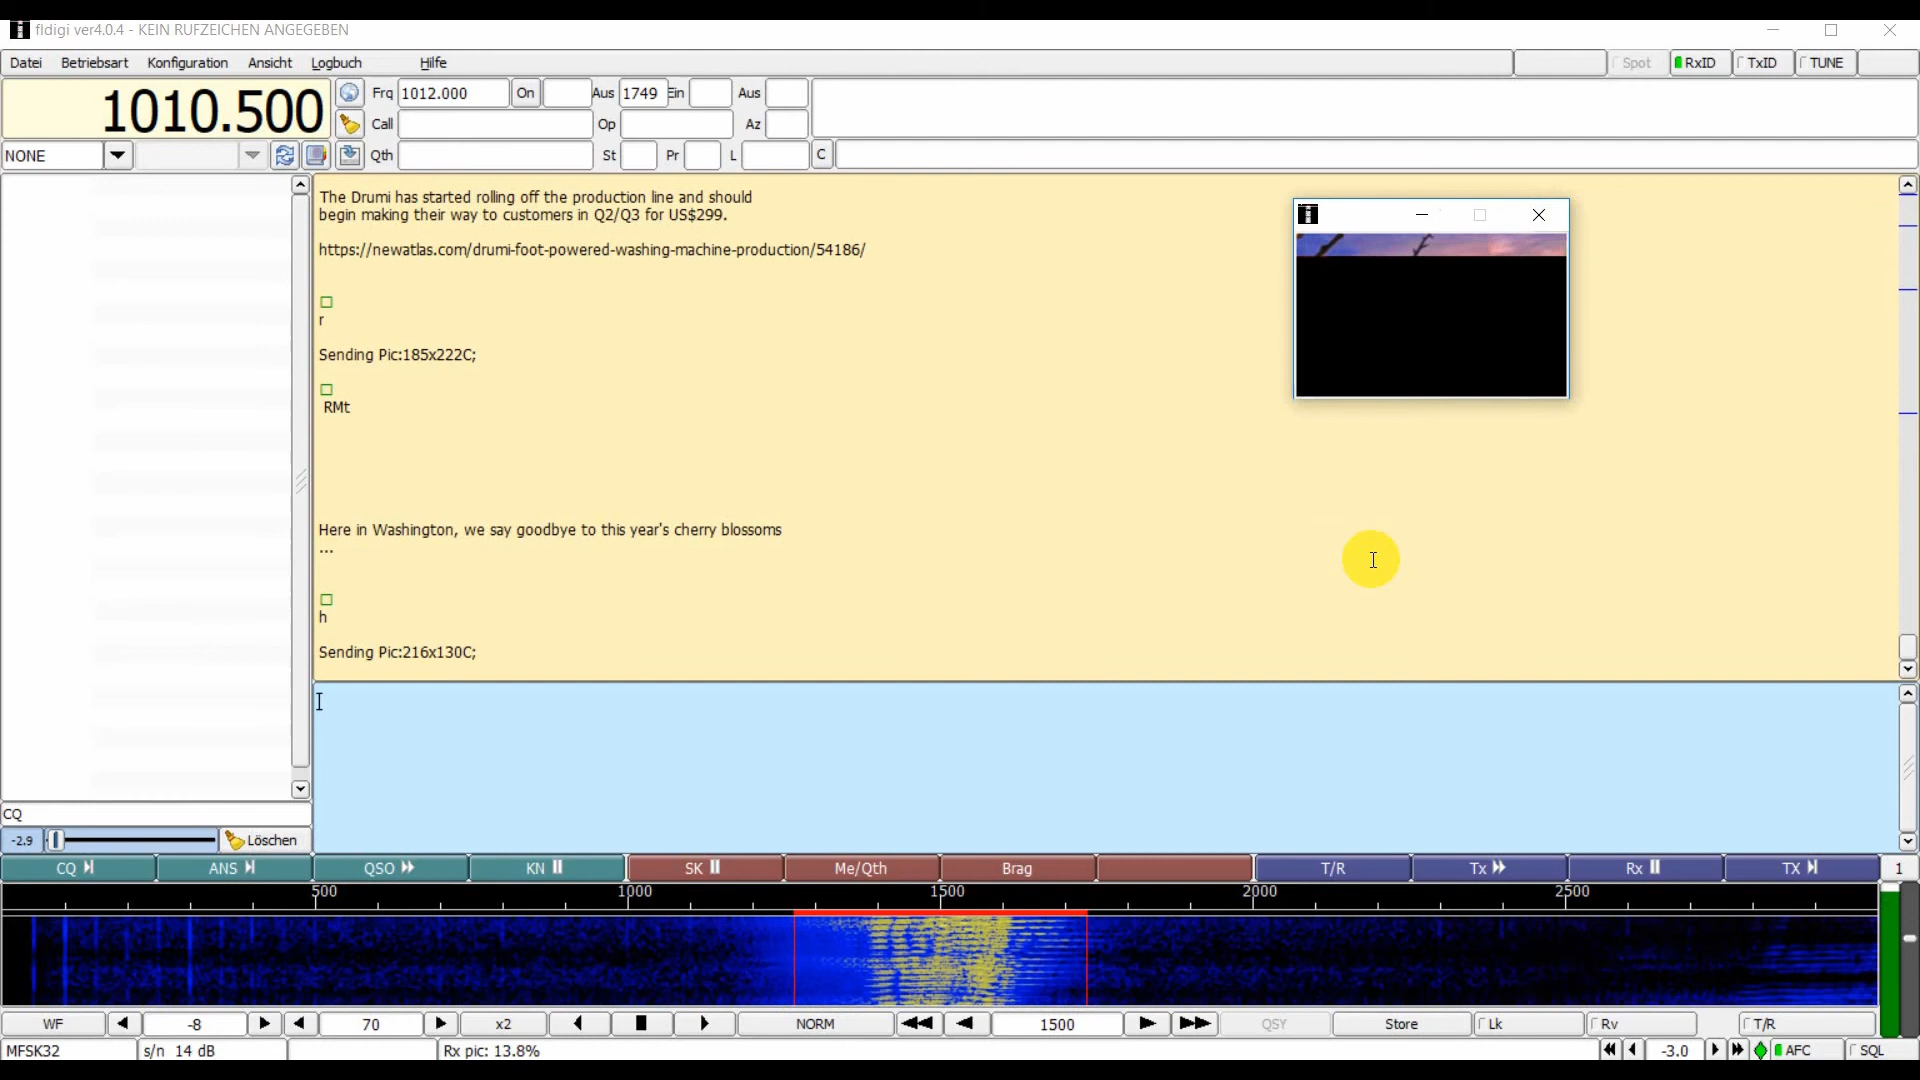 fldigi ver4.0.4 - KEIN RUFZEICHEN ANGEGEBEN
Datei Betriebsart Konfiguration Ansicht Logbuch Hilfe Spot RxID TxID TUNE
1010.500 Frq 1012.000 On Aus 1749 Ein Aus
Call Op Az
NONE Qth St Pr L C
The Drumi has started rolling off the production line and should
begin making their way to customers in Q2/Q3 for US$299.
https://newatlas.com/drumi-foot-powered-washing-machine-production/54186/
r
Sending Pic:185x222C;
RMt
Here in Washington, we say goodbye to this year's cherry blossoms
...
h
Sending Pic:216x130C;
CQ
-2.9 Löschen
CQ ANS QSO KN SK Me/Qth Brag T/R Tx Rx TX 1
500 1000 1500 2000 2500
WF -8 70 x2 NORM 1500 QSY Store Lk Rv T/R
MFSK32 s/n 14 dB Rx pic: 13.8% -3.0 AFC SQL